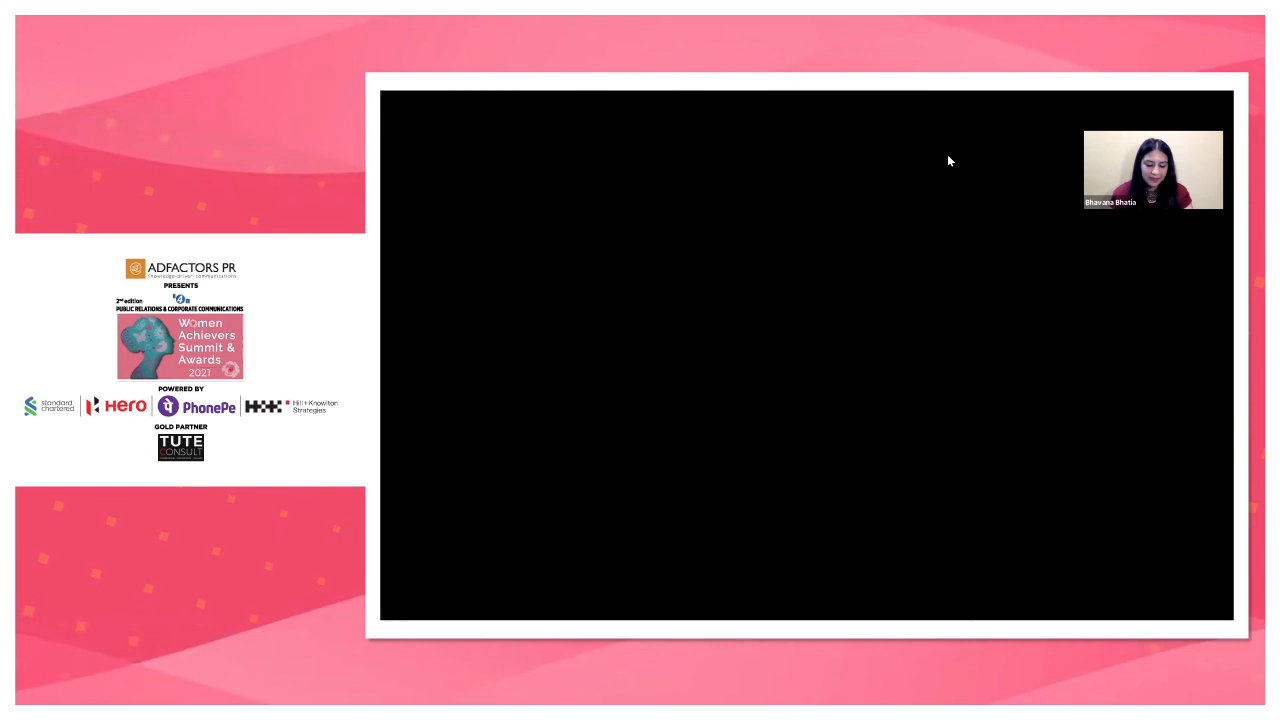 ADFACTORS PR
Knowledge-driven communications
PRESENTS
2nd edition
e4m
PUBLIC RELATIONS & CORPORATE COMMUNICATIONS
Women
Achievers
Summit &
Awards
2021
POWERED BY
standard
chartered
Hero
PhonePe
H+K
Hill+Knowlton
Strategies
GOLD PARTNER
TUTE
CONSULT
Bhavana Bhatia